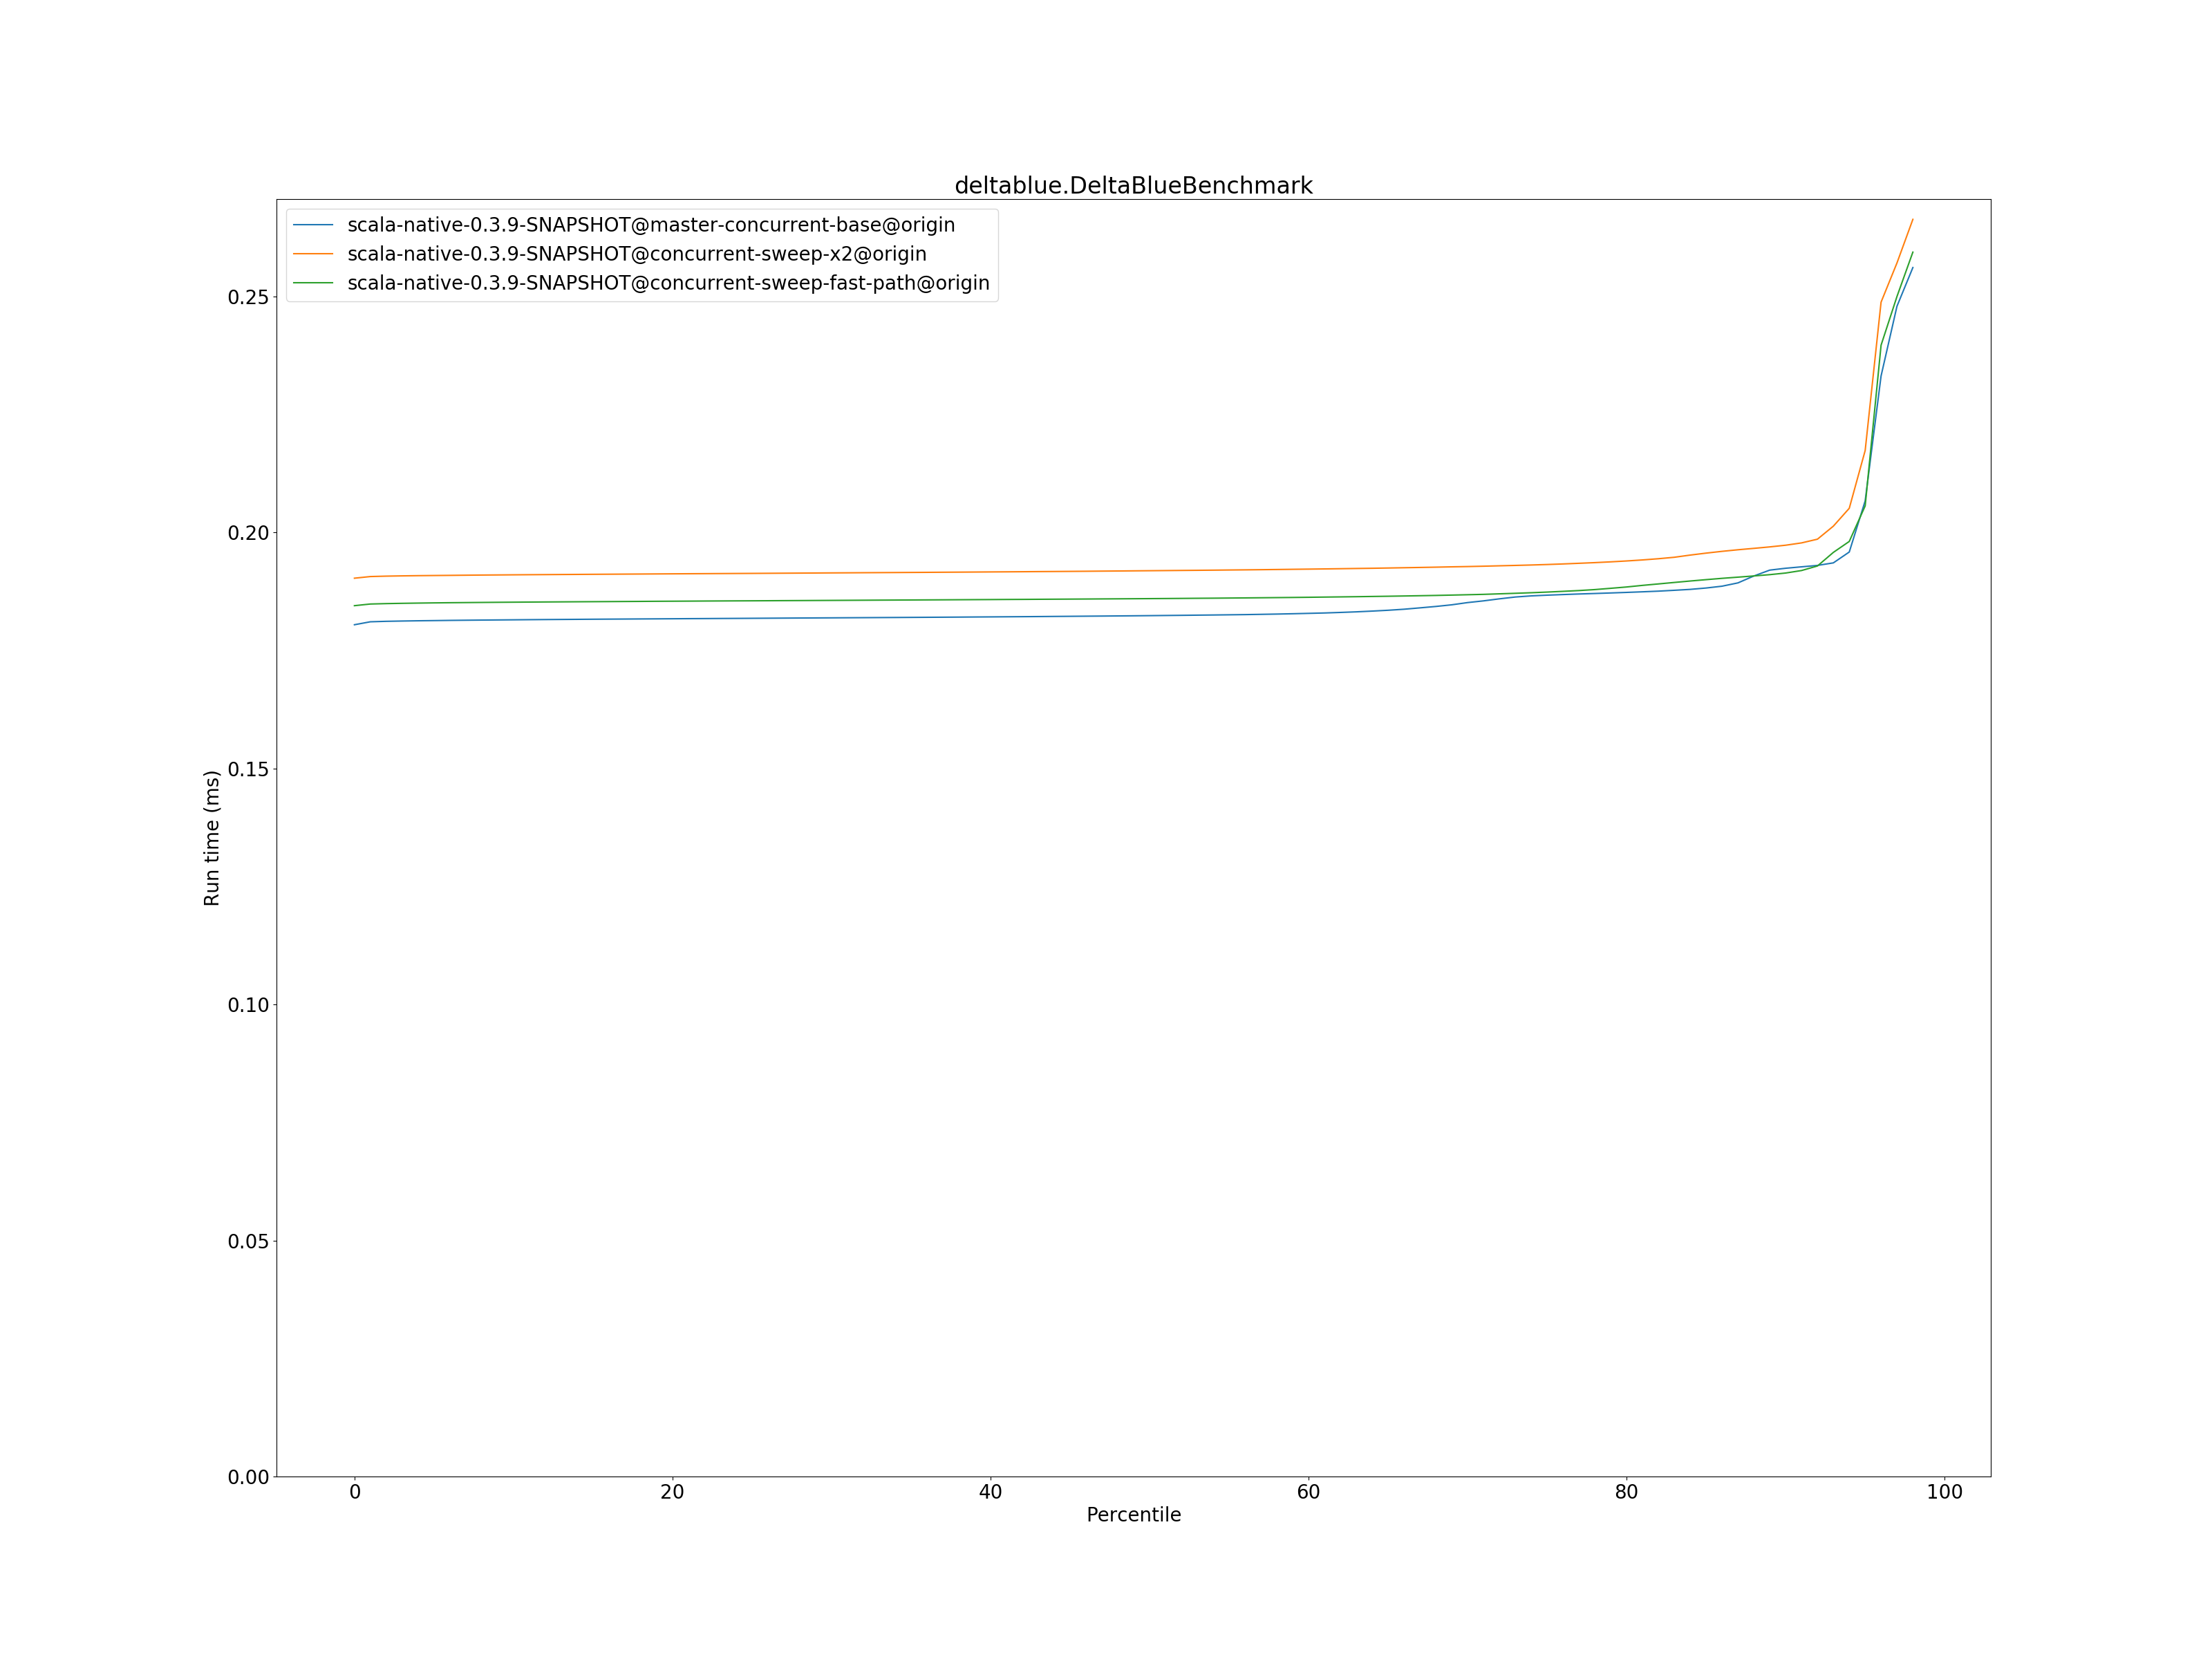 deltablue.DeltaBlueBenchmark
scala-native-0.3.9-SNAPSHOT@master-concurrent-base@origin
scala-native-0.3.9-SNAPSHOT@concurrent-sweep-x2@origin
scala-native-0.3.9-SNAPSHOT@concurrent-sweep-fast-path@origin
Run time (ms)
0.25
0.20
0.15
0.10
0.05
0.00
0 20 40 60 80 100
Percentile